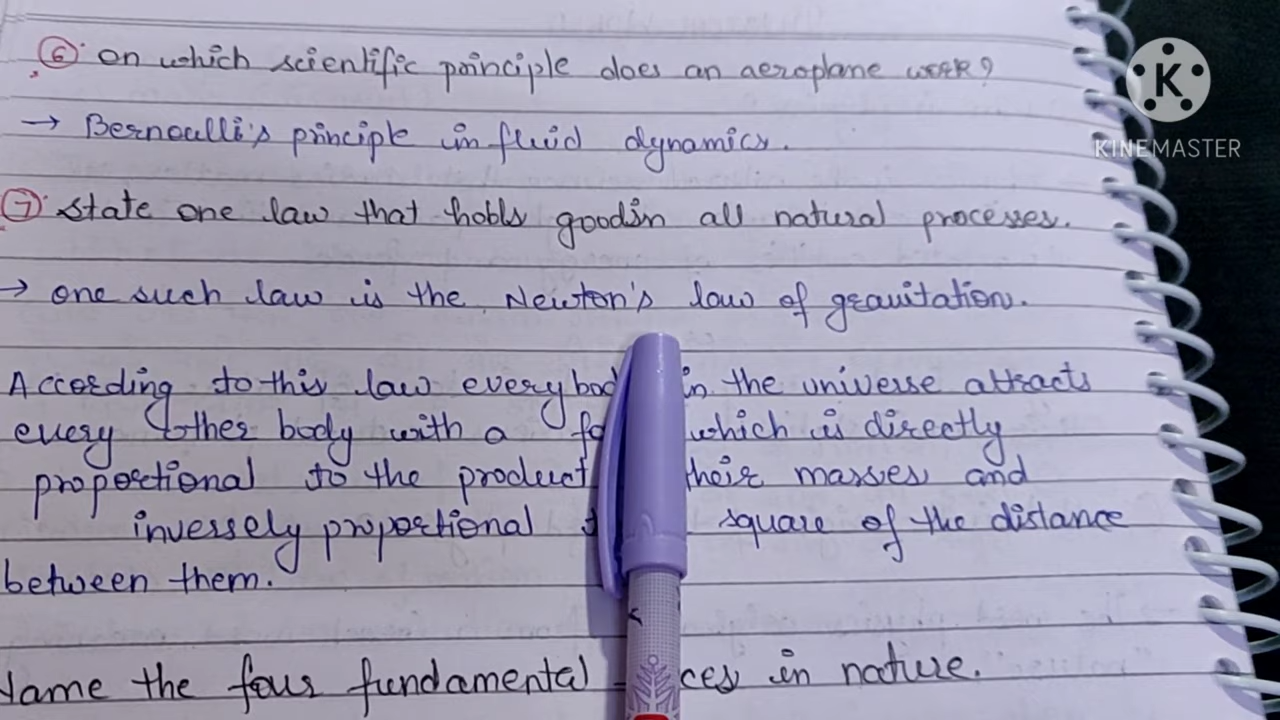 ⑥ on which scientific principle does an aeroplane work?
K
KINEMASTER
→ Bernoulli's principle in fluid dynamics.
⑦ state one law that holds goodin all natural processes.
→ one such law is the Newton's law of gravitation.
According to this law every bod in the universe attracts
every other body with a fo which is directly
proportional to the product their masses and
inversely proportional square of the distance
between them.
Name the four fundamental ces in nature.